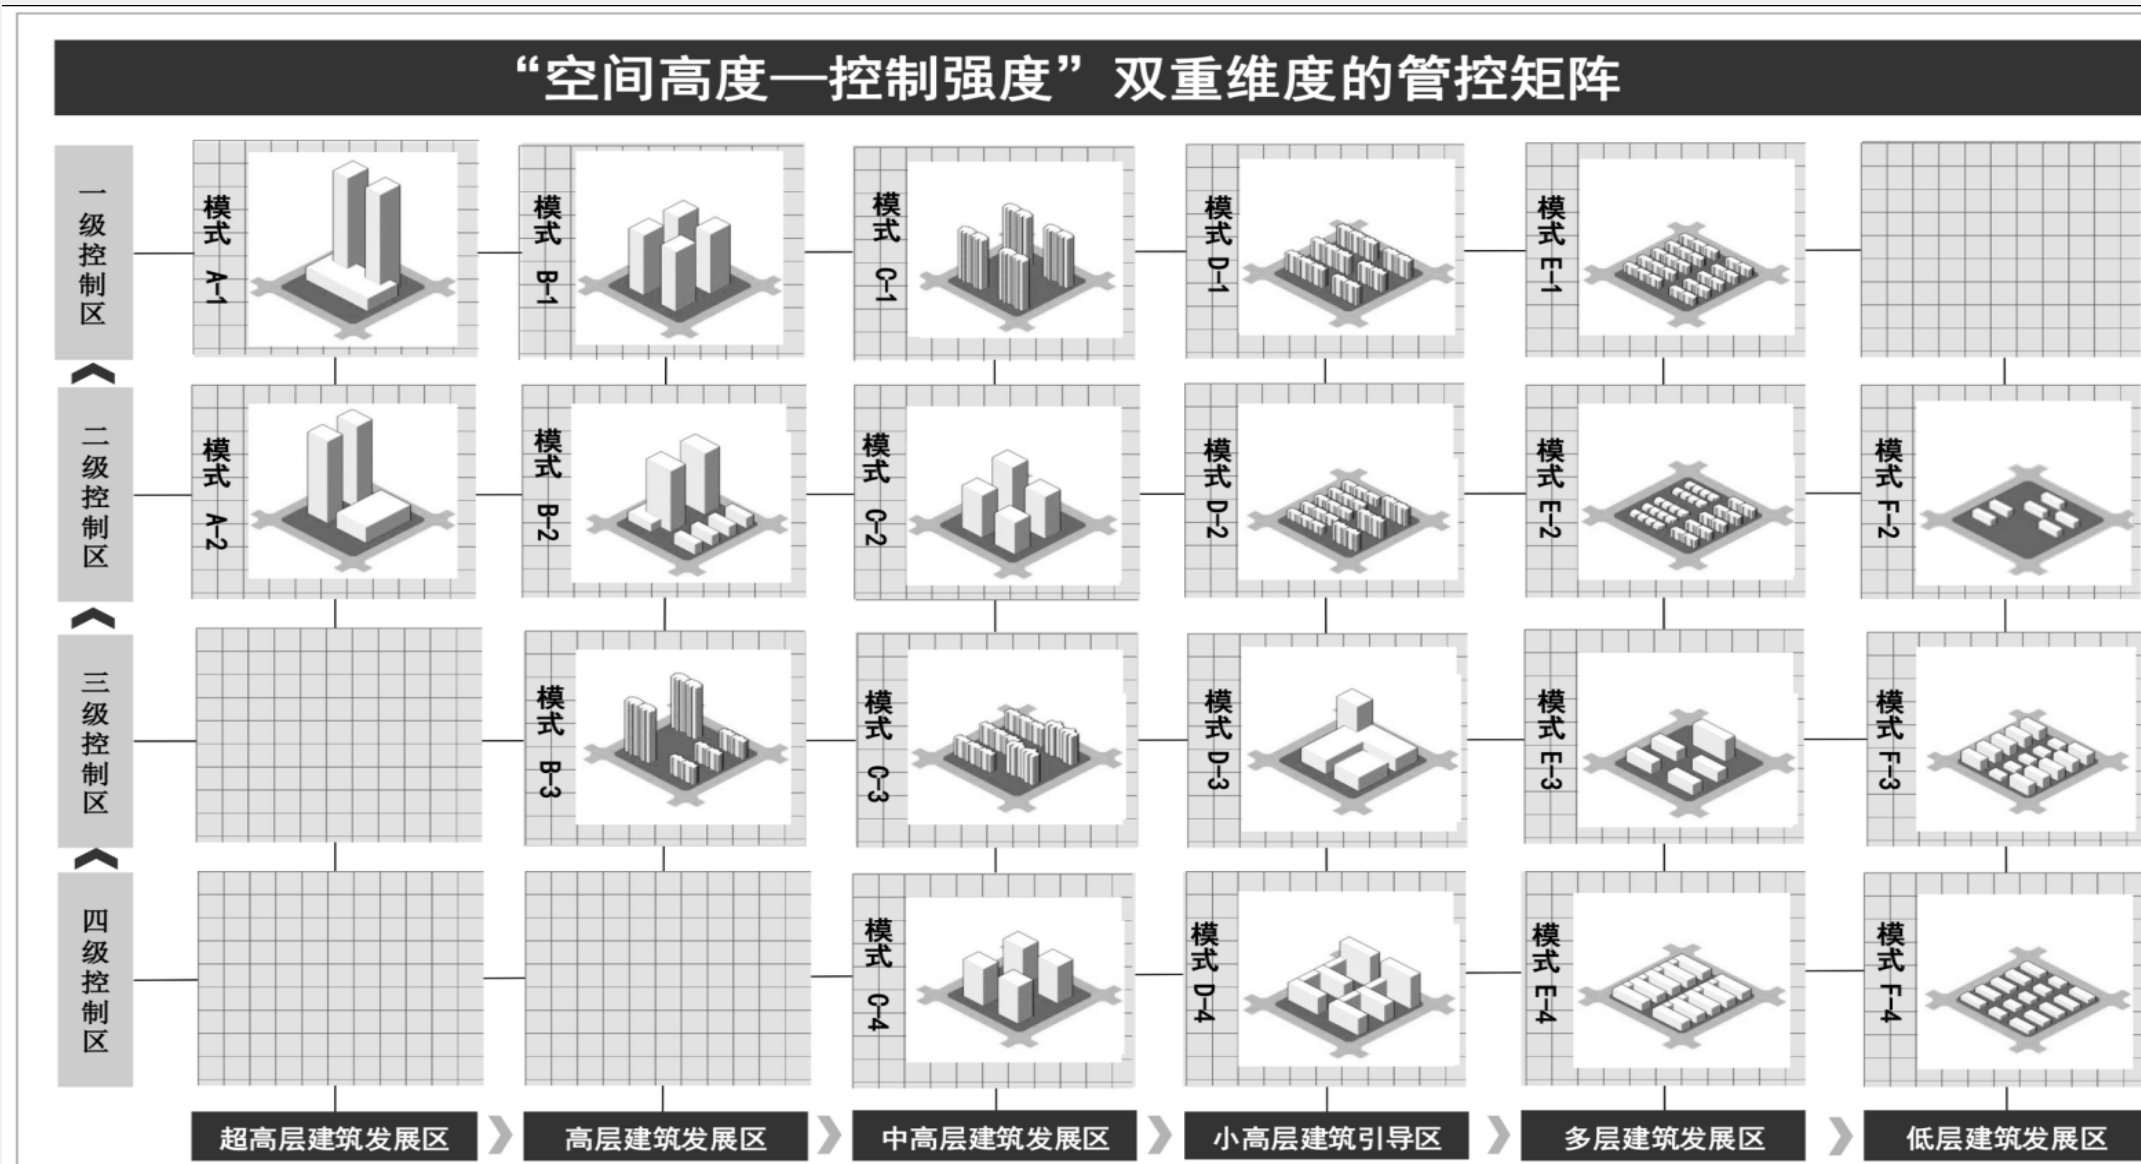 “空间高度—控制强度”双重维度的管控矩阵
一级控制区
模式 A-1
模式 B-1
模式 C-1
模式 D-1
模式 E-1
二级控制区
模式 A-2
模式 B-2
模式 C-2
模式 D-2
模式 E-2
模式 F-2
三级控制区
模式 B-3
模式 C-3
模式 D-3
模式 E-3
模式 F-3
四级控制区
模式 C-4
模式 D-4
模式 E-4
模式 F-4
超高层建筑发展区
高层建筑发展区
中高层建筑发展区
小高层建筑引导区
多层建筑发展区
低层建筑发展区